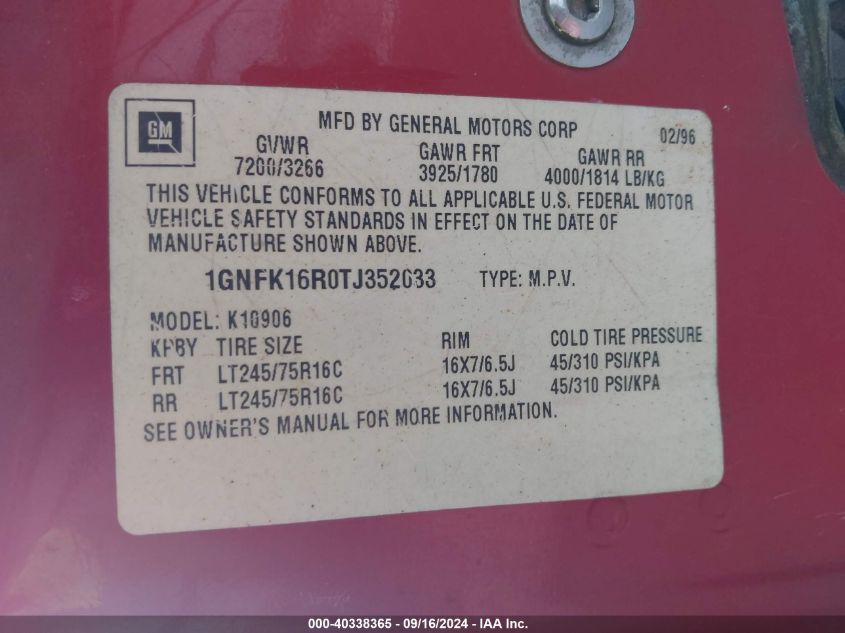 GM
MFD BY GENERAL MOTORS CORP 02/96
GVWR GAWR FRT GAWR RR
7200/3266 3925/1780 4000/1814 LB/KG
THIS VEHICLE CONFORMS TO ALL APPLICABLE U.S. FEDERAL MOTOR
VEHICLE SAFETY STANDARDS IN EFFECT ON THE DATE OF
MANUFACTURE SHOWN ABOVE.
1GNFK16R0TJ352033 TYPE: M.P.V.
MODEL: K10906
KPBY TIRE SIZE RIM COLD TIRE PRESSURE
FRT LT245/75R16C 16X7/6.5J 45/310 PSI/KPA
RR LT245/75R16C 16X7/6.5J 45/310 PSI/KPA
SEE OWNER'S MANUAL FOR MORE INFORMATION.
000-40338365 - 09/16/2024 - IAA Inc.